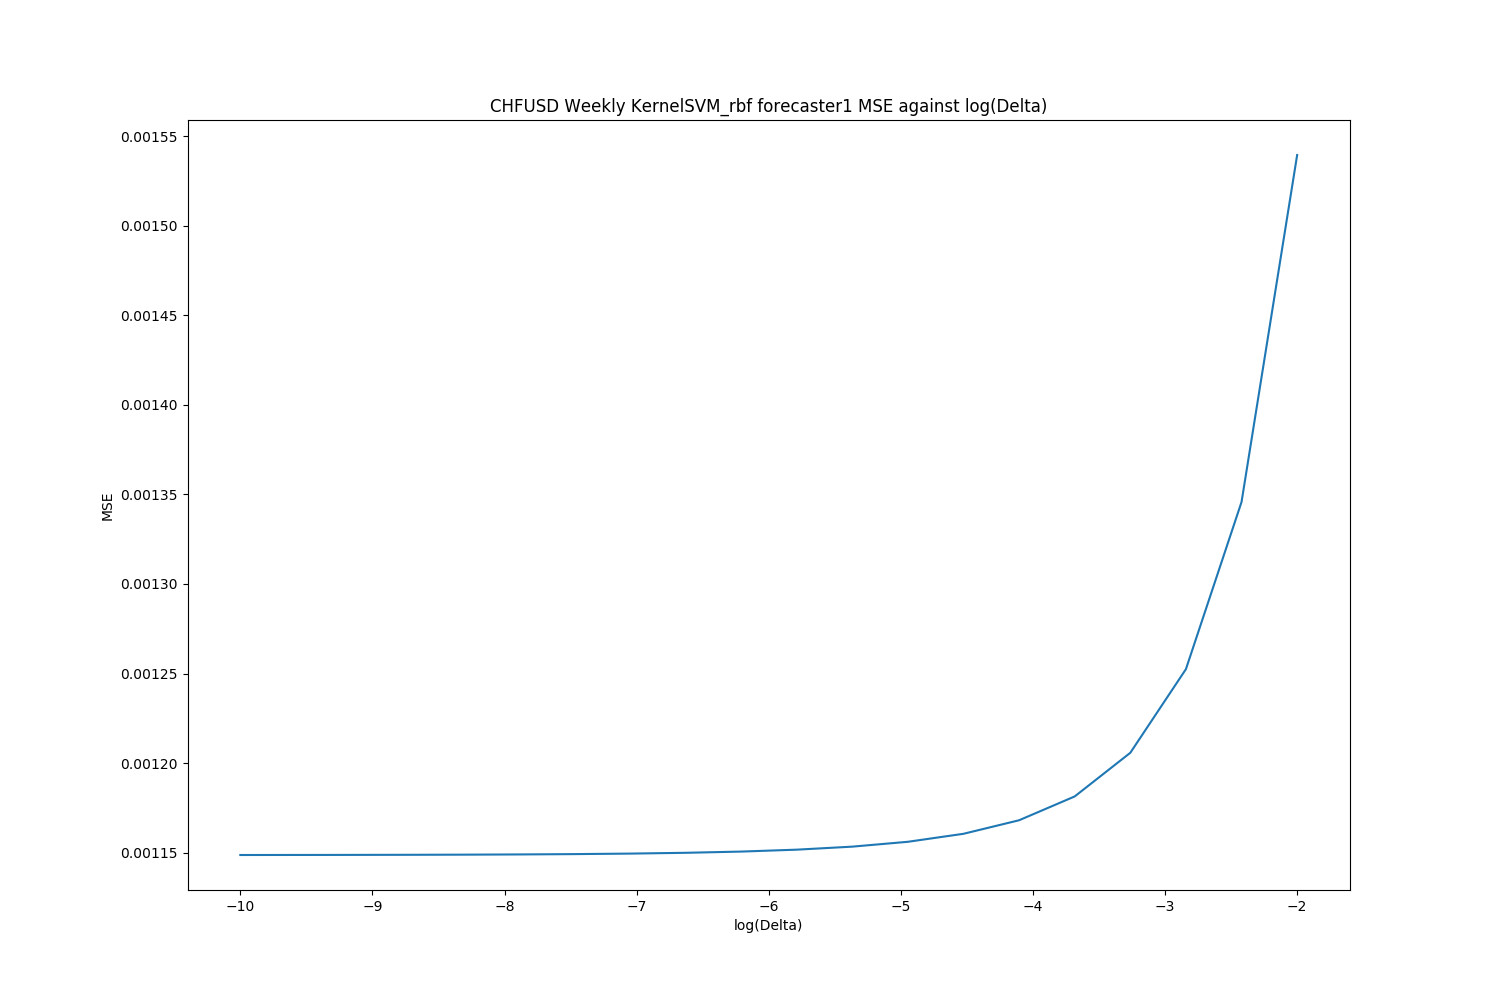 CHFUSD Weekly KernelSVM_rbf forecaster1 MSE against log(Delta)
0.00155
0.00150
0.00145
0.00140
0.00135
0.00130
0.00125
0.00120
0.00115
MSE
−10 −9 −8 −7 −6 −5 −4 −3 −2
log(Delta)